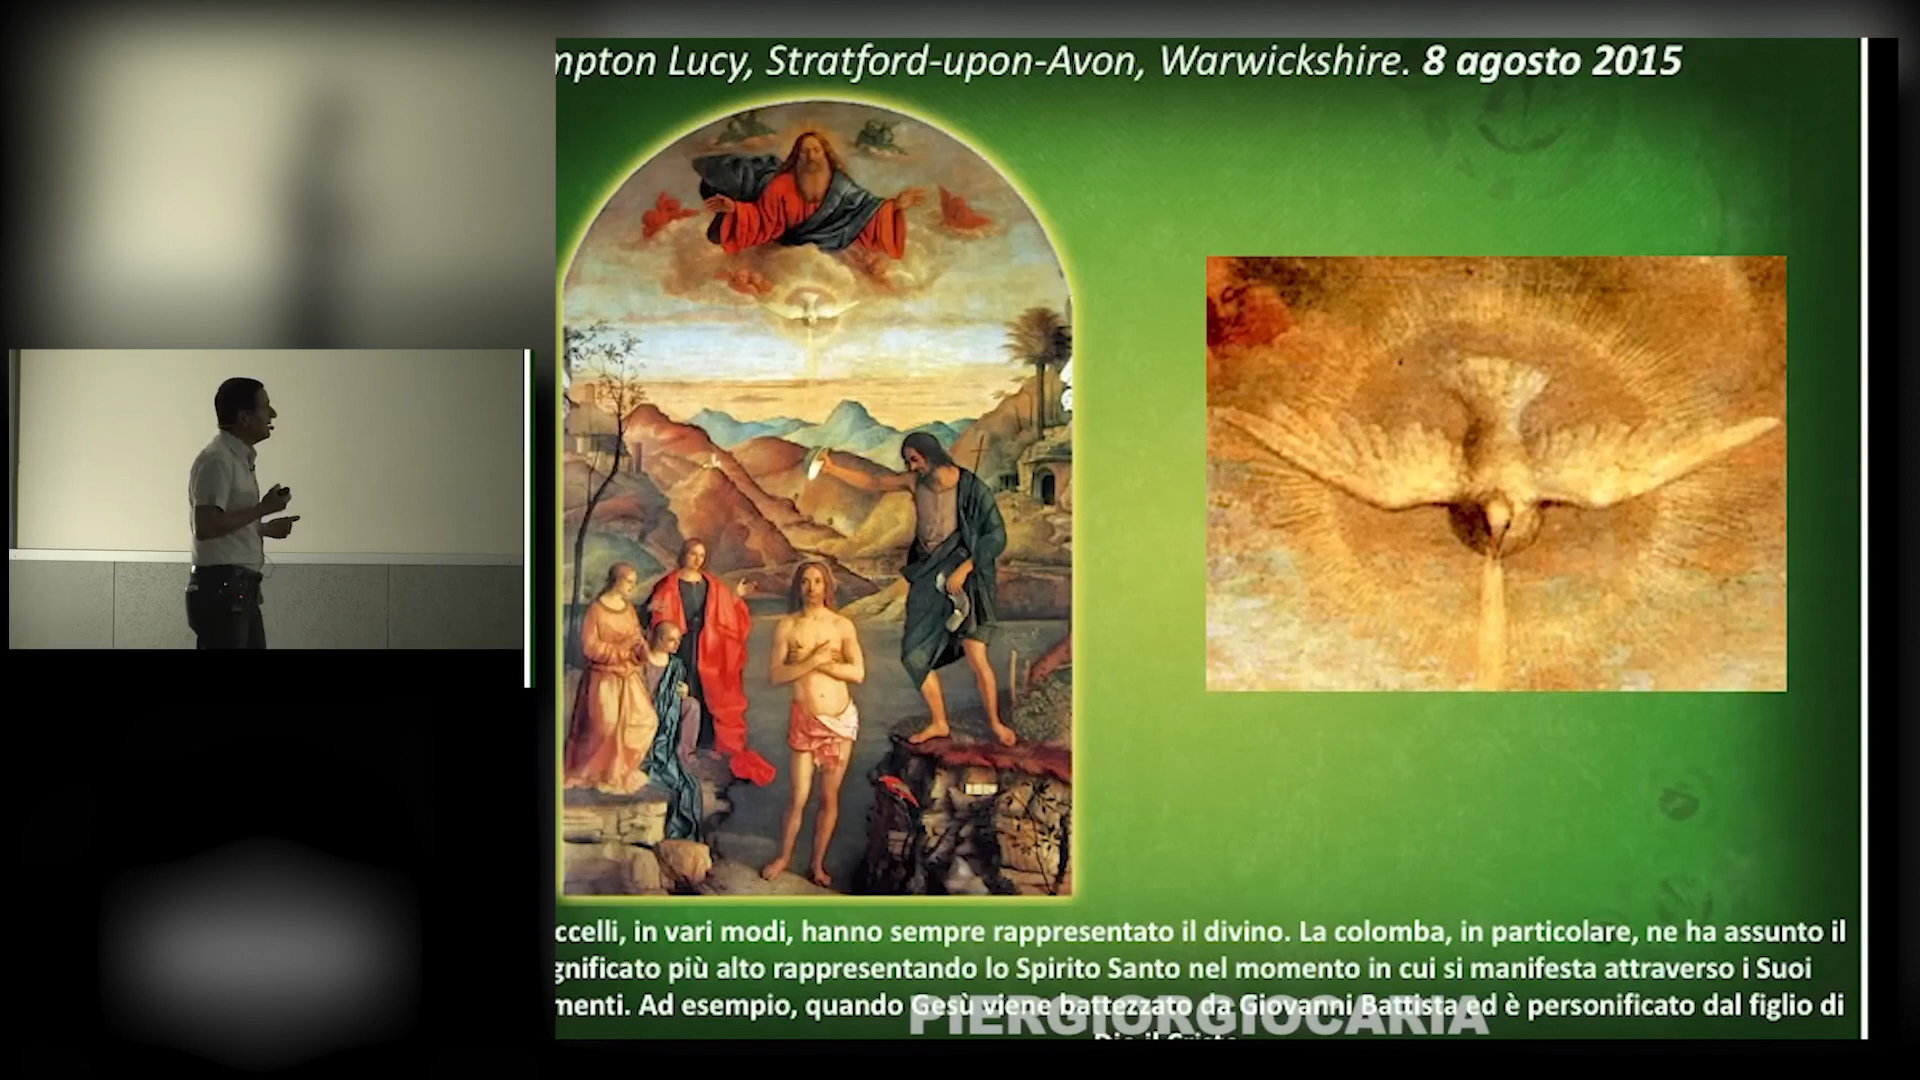 mpton Lucy, Stratford-upon-Avon, Warwickshire. 8 agosto 2015
ccelli, in vari modi, hanno sempre rappresentato il divino. La colomba, in particolare, ne ha assunto il
gnificato più alto rappresentando lo Spirito Santo nel momento in cui si manifesta attraverso i Suoi
menti. Ad esempio, quando Gesù viene battezzato da Giovanni Battista ed è personificato dal figlio di
PIERGIORGIOCARIA